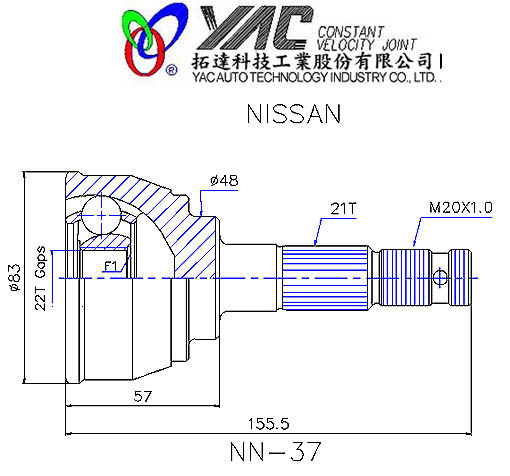 YAC CONSTANT
VELOCITY JOINT
®
拓達科技工業股份有限公司
YAC AUTO TECHNOLOGY INDUSTRY CO., LTD.
NISSAN
ø48
21T
M20X1.0
ø83
22T Gaps
F1
57
155.5
NN-37